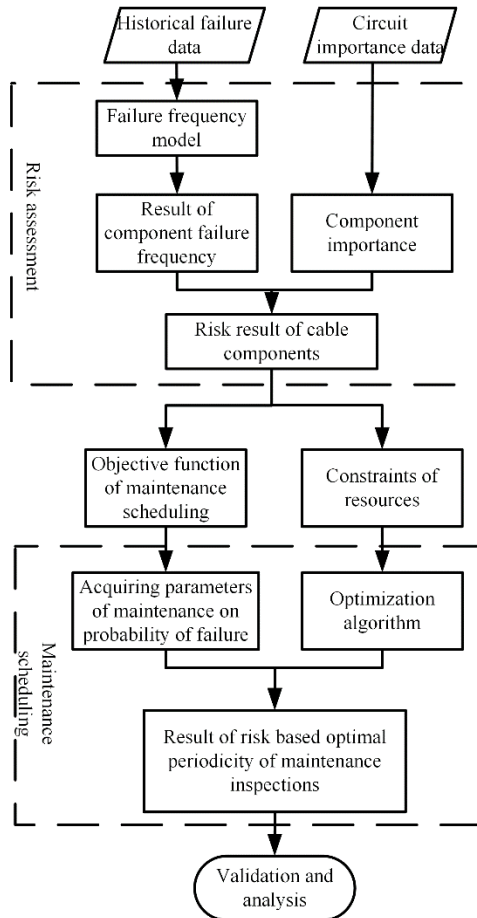 Historical failure
data
Circuit
importance data
Risk assessment
Failure frequency
model
Result of
component failure
frequency
Component
importance
Risk result of cable
components
Objective function
of maintenance
scheduling
Constraints of
resources
Maintenance
scheduling
Acquiring parameters
of maintenance on
probability of failure
Optimization
algorithm
Result of risk based optimal
periodicity of maintenance
inspections
Validation and
analysis